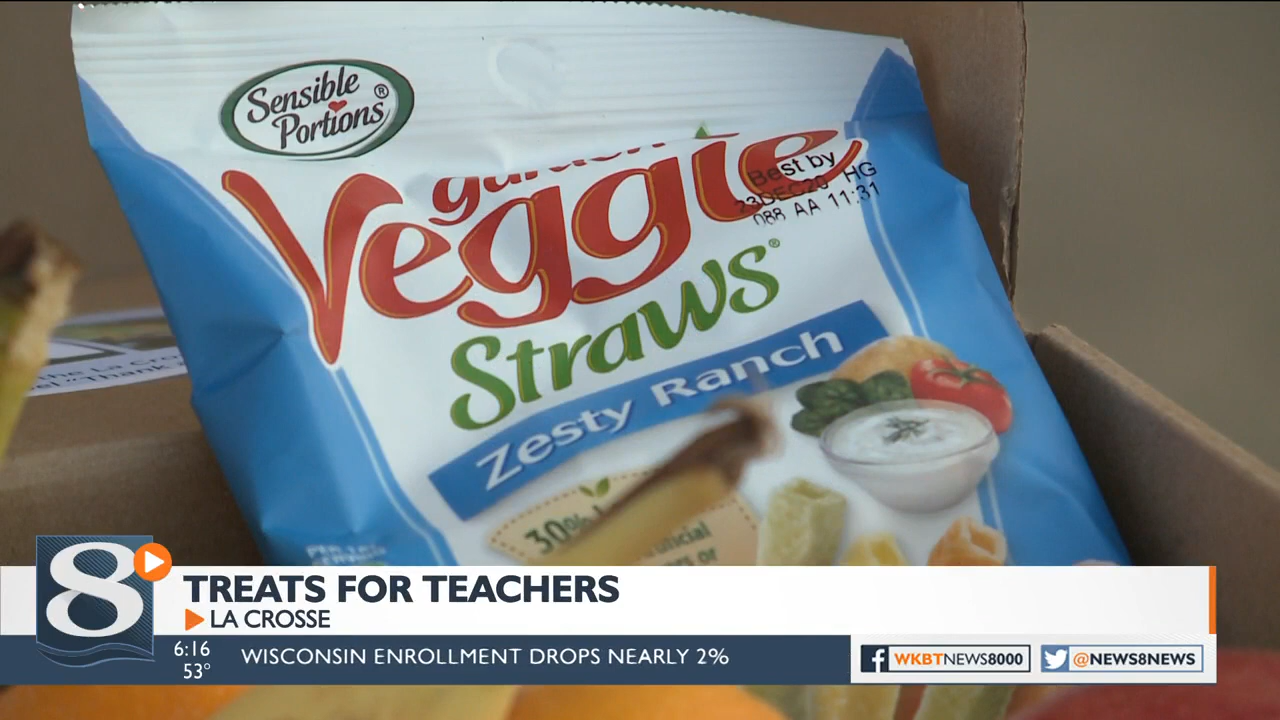 Sensible
Portions®
garden
Veggie
Best by
23DEC20 HG
088 AA 11:31
Straws®
Zesty Ranch
30%
8
TREATS FOR TEACHERS
LA CROSSE
6:16
53°
WISCONSIN ENROLLMENT DROPS NEARLY 2%
WKBTNEWS8000
@NEWS8NEWS